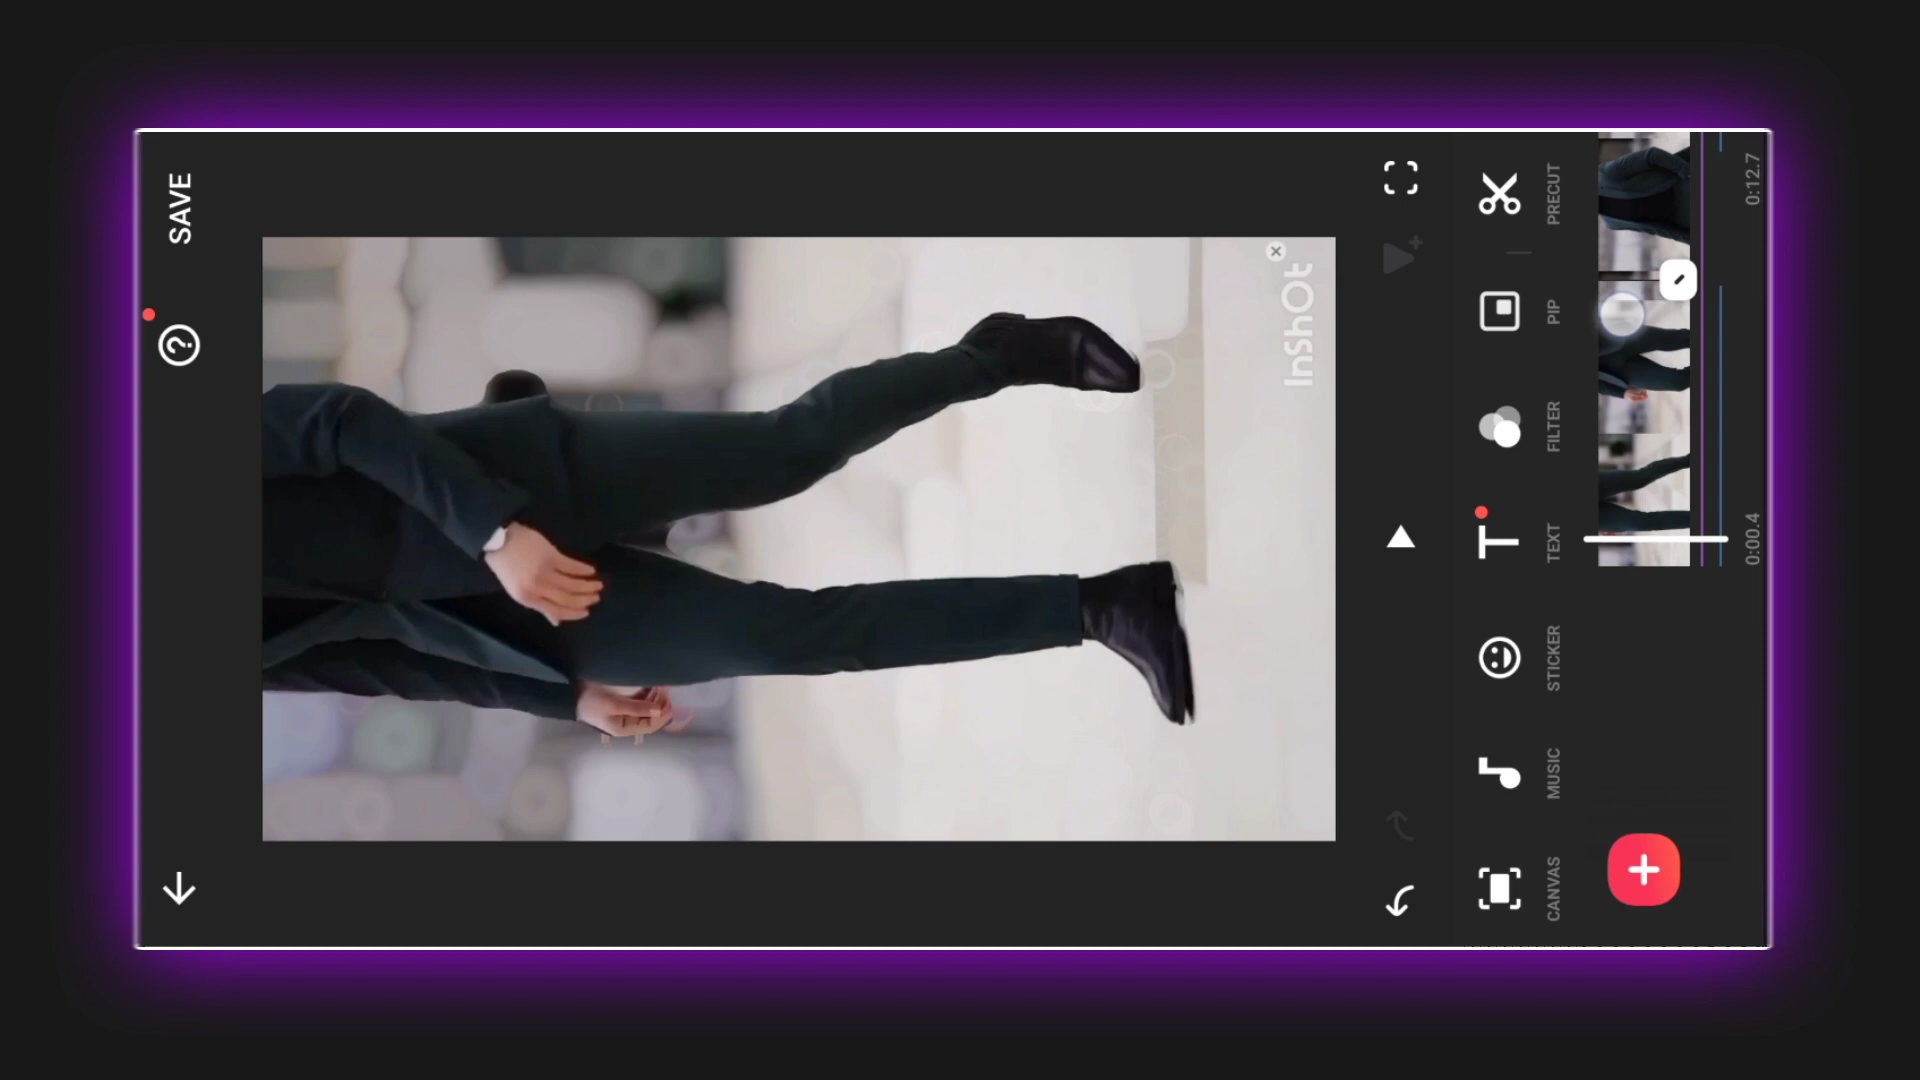 SAVE
InShOt
CANVAS
MUSIC
STICKER
TEXT
FILTER
PIP
PRECUT
0:00.4
0:12.7